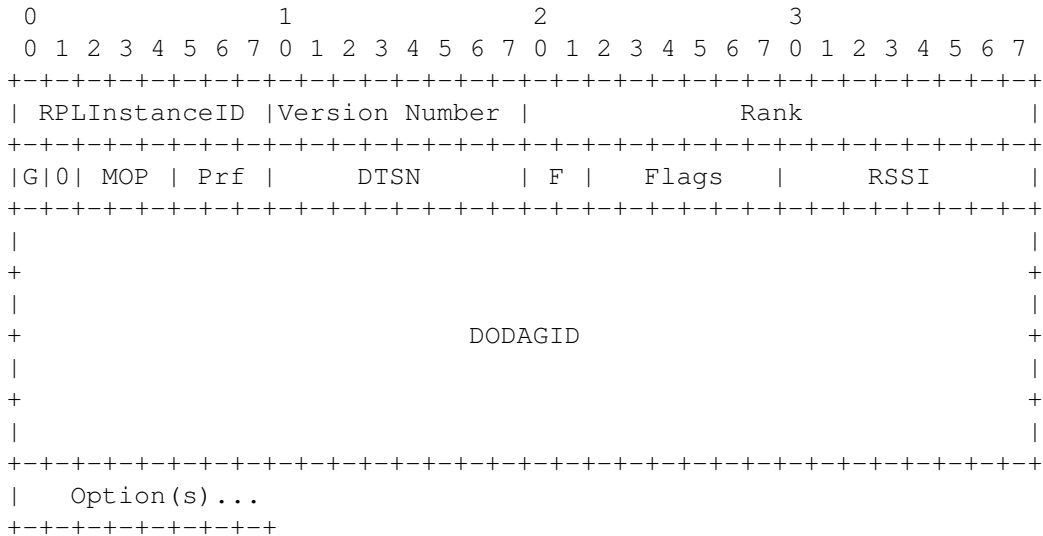 0                   1                   2                   3
 0 1 2 3 4 5 6 7 0 1 2 3 4 5 6 7 0 1 2 3 4 5 6 7 0 1 2 3 4 5 6 7
+-+-+-+-+-+-+-+-+-+-+-+-+-+-+-+-+-+-+-+-+-+-+-+-+-+-+-+-+-+-+-+-+
| RPLInstanceID |Version Number |             Rank              |
+-+-+-+-+-+-+-+-+-+-+-+-+-+-+-+-+-+-+-+-+-+-+-+-+-+-+-+-+-+-+-+-+
|G|0| MOP | Prf |     DTSN      | F |   Flags   |     RSSI      |
+-+-+-+-+-+-+-+-+-+-+-+-+-+-+-+-+-+-+-+-+-+-+-+-+-+-+-+-+-+-+-+-+
|                                                               |
+                                                               +
|                                                               |
+                            DODAGID                            +
|                                                               |
+                                                               +
|                                                               |
+-+-+-+-+-+-+-+-+-+-+-+-+-+-+-+-+-+-+-+-+-+-+-+-+-+-+-+-+-+-+-+-+
|   Option(s)...
+-+-+-+-+-+-+-+-+